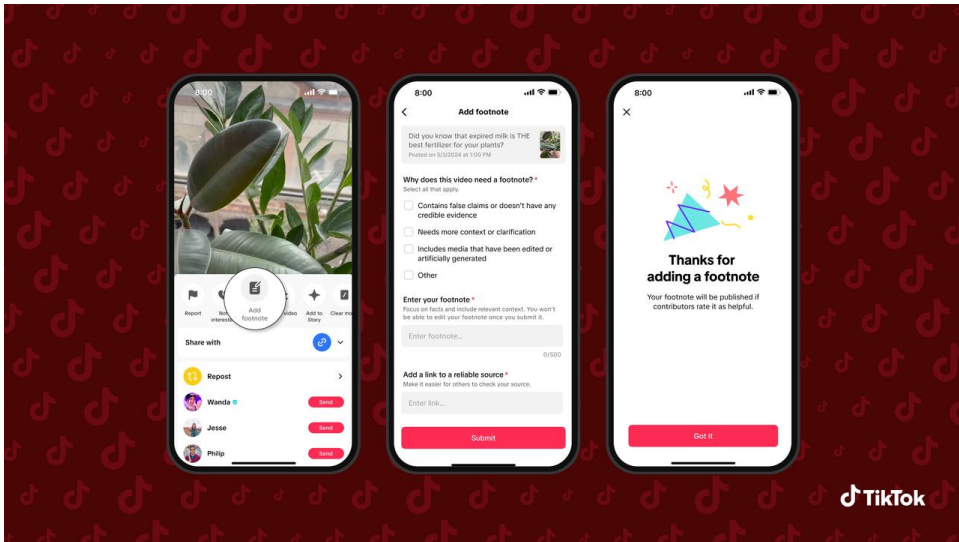 8:00
Report
Not
interested
Add
footnote
video
Add to
Story
Clear mo
Share with
Repost
Wanda
Send
Jesse
Send
Philip
Send
8:00
Add footnote
Did you know that expired milk is THE
best fertilizer for your plants?
Posted on 5/3/2024 at 1:00 PM
Why does this video need a footnote? *
Select all that apply.
Contains false claims or doesn't have any
credible evidence
Needs more context or clarification
Includes media that have been edited or
artificially generated
Other
Enter your footnote *
Focus on facts and include relevant context. You won't
be able to edit your footnote once you submit it.
Enter footnote...
0/500
Add a link to a reliable source *
Make it easier for others to check your source.
Enter link...
Submit
8:00
Thanks for
adding a footnote
Your footnote will be published if
contributors rate it as helpful.
Got it
TikTok